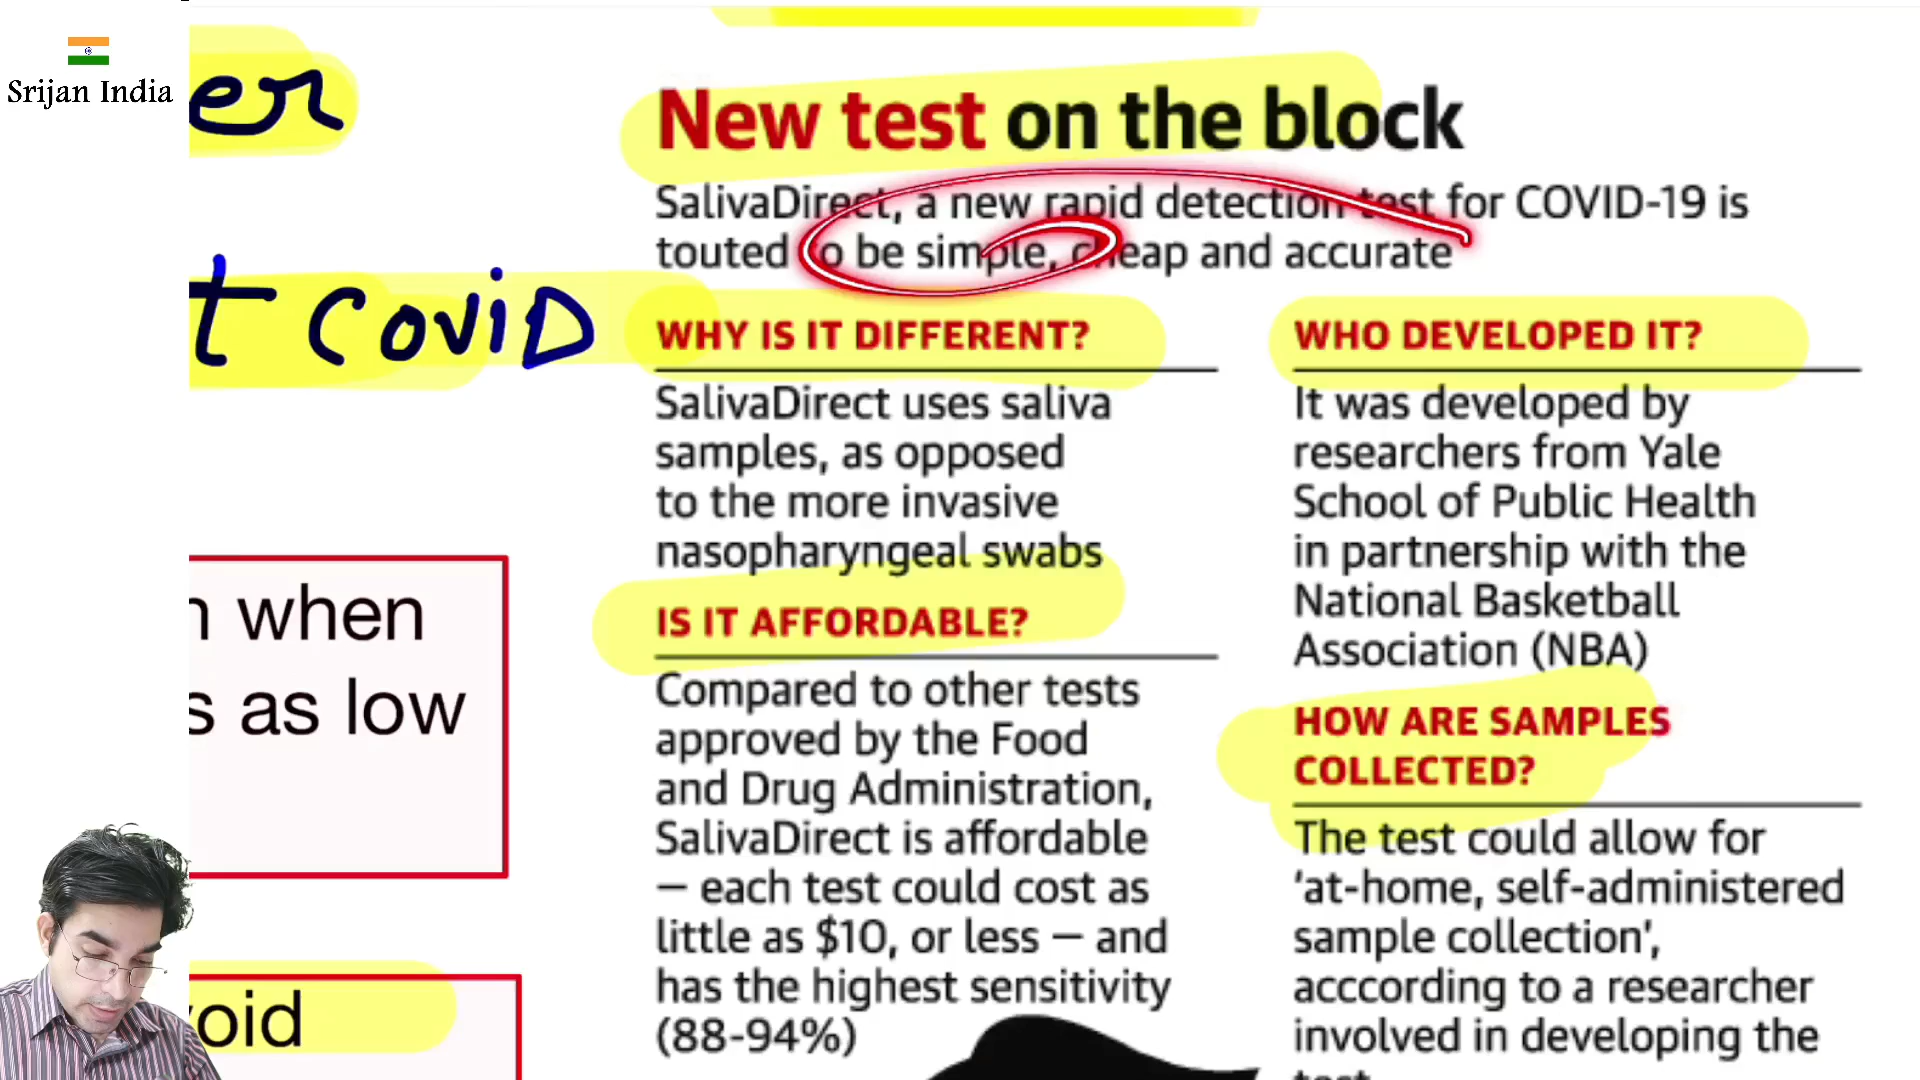 Srijan India
er
t covid
when
s as low
void
New test on the block
SalivaDirect, a new rapid detection test for COVID-19 is
touted to be simple, cheap and accurate
WHY IS IT DIFFERENT?
SalivaDirect uses saliva
samples, as opposed
to the more invasive
nasopharyngeal swabs
IS IT AFFORDABLE?
Compared to other tests
approved by the Food
and Drug Administration,
SalivaDirect is affordable
— each test could cost as
little as $10, or less — and
has the highest sensitivity
(88-94%)
WHO DEVELOPED IT?
It was developed by
researchers from Yale
School of Public Health
in partnership with the
National Basketball
Association (NBA)
HOW ARE SAMPLES
COLLECTED?
The test could allow for
‘at-home, self-administered
sample collection’,
acccording to a researcher
involved in developing the